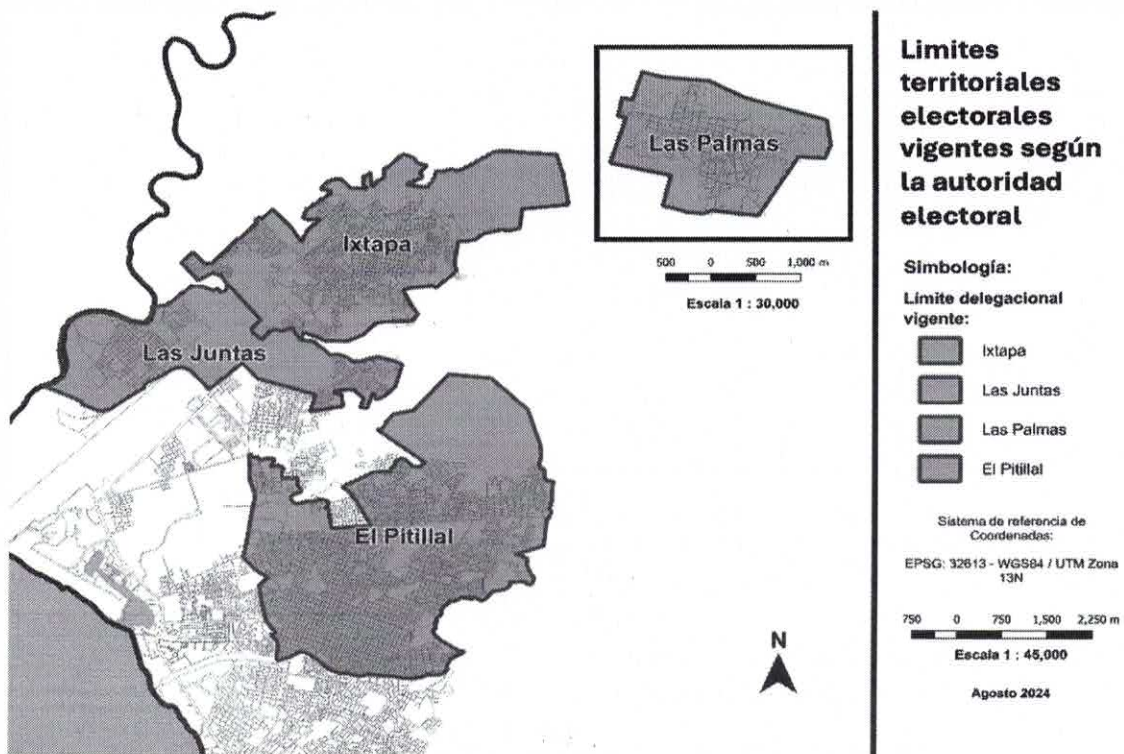 Limites
territoriales
electorales
vigentes según
la autoridad
electoral
Simbología:
Límite delegacional
vigente:
Ixtapa
Las Juntas
Las Palmas
El Pitillal
Sistema de referencia de
Coordenadas:
EPSG: 32613 - WGS84 / UTM Zona
13N
750 0 750 1,500 2,250 m
Escala 1 : 45,000
Agosto 2024
Las Palmas
500 0 500 1,000 m
Escala 1 : 30,000
Ixtapa
Las Juntas
El Pitillal
N